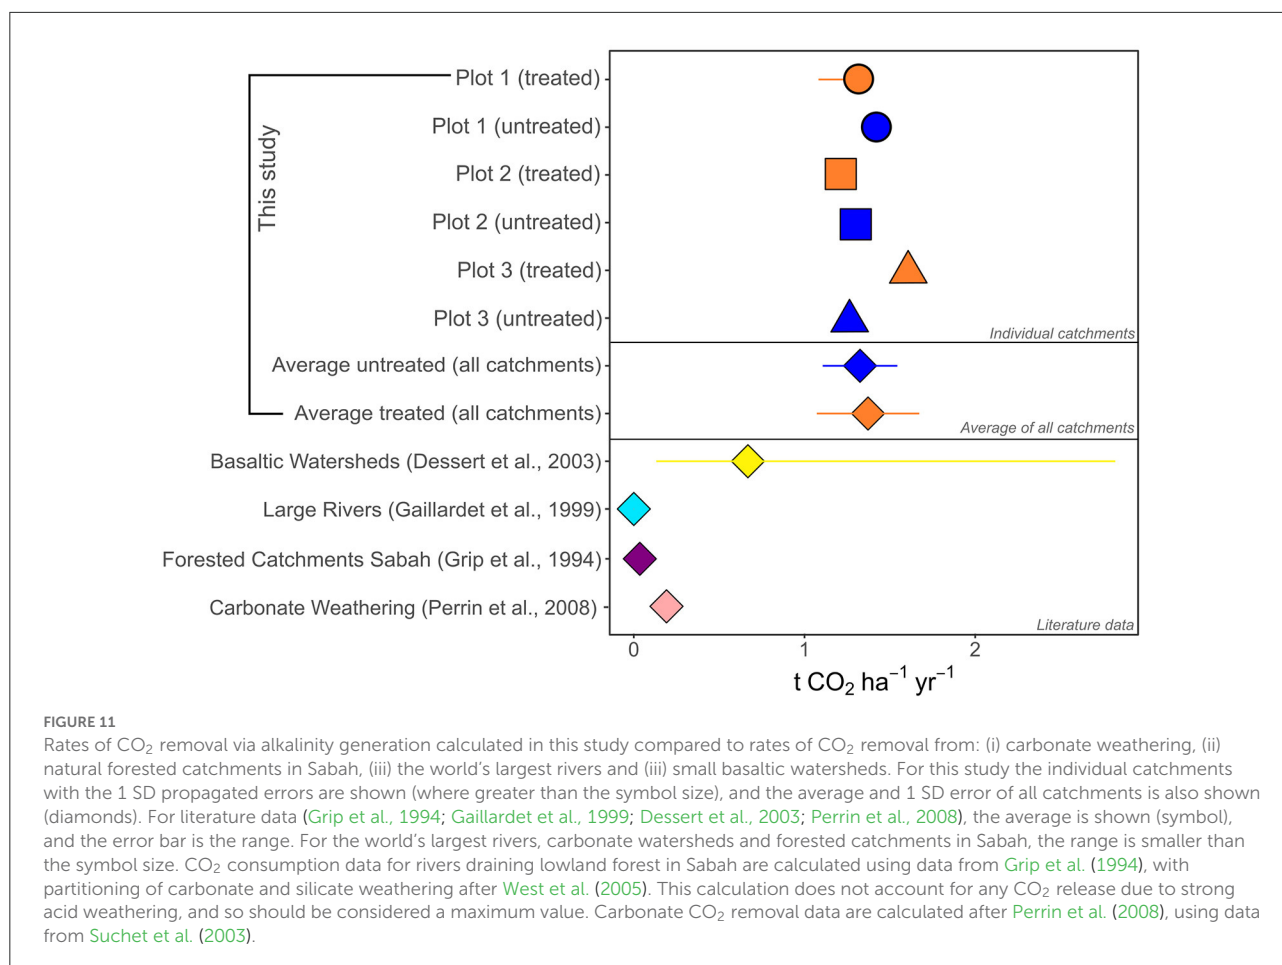 This study
Plot 1 (treated)
Plot 1 (untreated)
Plot 2 (treated)
Plot 2 (untreated)
Plot 3 (treated)
Plot 3 (untreated)
Individual catchments
Average untreated (all catchments)
Average treated (all catchments)
Average of all catchments
Basaltic Watersheds (Dessert et al., 2003)
Large Rivers (Gaillardet et al., 1999)
Forested Catchments Sabah (Grip et al., 1994)
Carbonate Weathering (Perrin et al., 2008)
Literature data
0 1 2
t CO₂ ha⁻¹ yr⁻¹
FIGURE 11
Rates of CO₂ removal via alkalinity generation calculated in this study compared to rates of CO₂ removal from: (i) carbonate weathering, (ii)
natural forested catchments in Sabah, (iii) the world's largest rivers and (iii) small basaltic watersheds. For this study the individual catchments
with the 1 SD propagated errors are shown (where greater than the symbol size), and the average and 1 SD error of all catchments is also shown
(diamonds). For literature data (Grip et al., 1994; Gaillardet et al., 1999; Dessert et al., 2003; Perrin et al., 2008), the average is shown (symbol),
and the error bar is the range. For the world's largest rivers, carbonate watersheds and forested catchments in Sabah, the range is smaller than
the symbol size. CO₂ consumption data for rivers draining lowland forest in Sabah are calculated using data from Grip et al. (1994), with
partitioning of carbonate and silicate weathering after West et al. (2005). This calculation does not account for any CO₂ release due to strong
acid weathering, and so should be considered a maximum value. Carbonate CO₂ removal data are calculated after Perrin et al. (2008), using data
from Suchet et al. (2003).